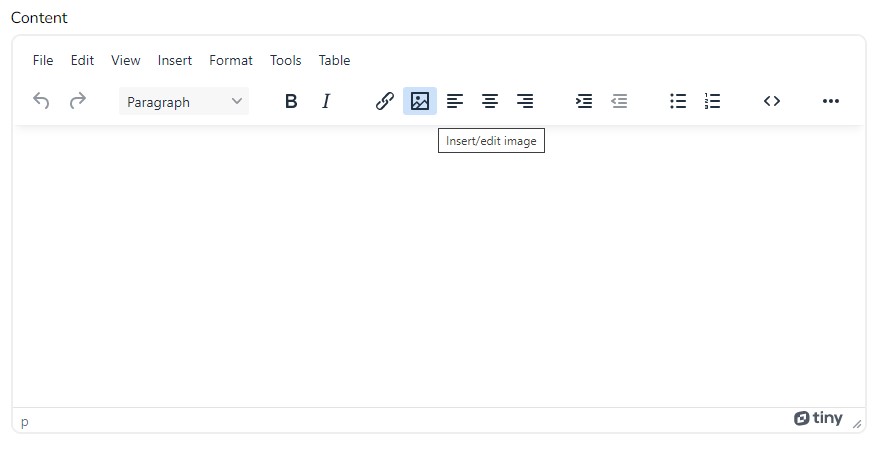 Content
File Edit View Insert Format Tools Table
Paragraph B I
Insert/edit image
p tiny